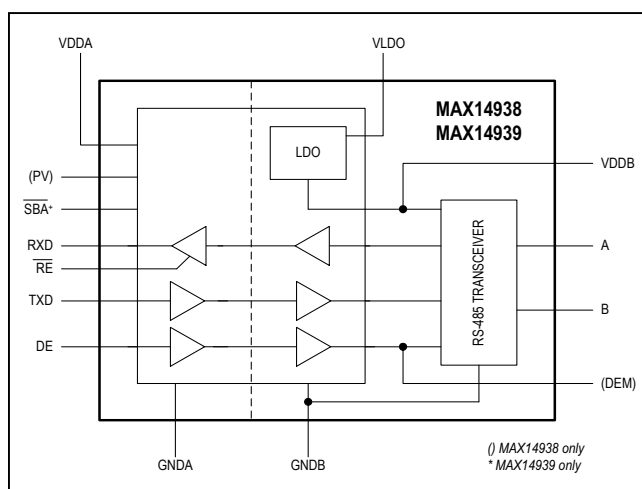 VDDA
VLDO
MAX14938
MAX14939
LDO
VDDB
(PV)
SBA*
RXD
A
RE
RS-485 TRANSCEIVER
TXD
B
DE
(DEM)
() MAX14938 only
* MAX14939 only
GNDA
GNDB